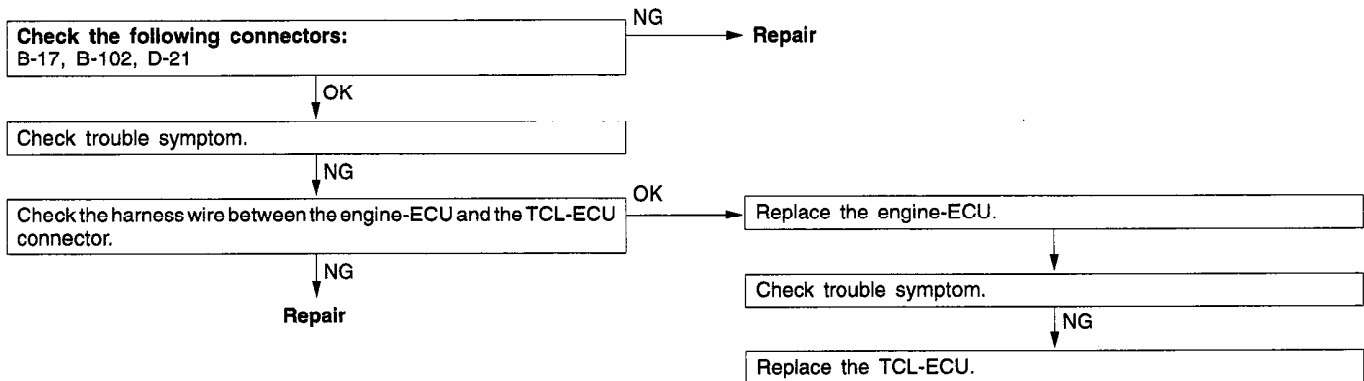 Check the following connectors:
B-17, B-102, D-21
NG
Repair
OK
Check trouble symptom.
NG
Check the harness wire between the engine-ECU and the TCL-ECU
connector.
OK
Replace the engine-ECU.
NG
Repair
Check trouble symptom.
NG
Replace the TCL-ECU.